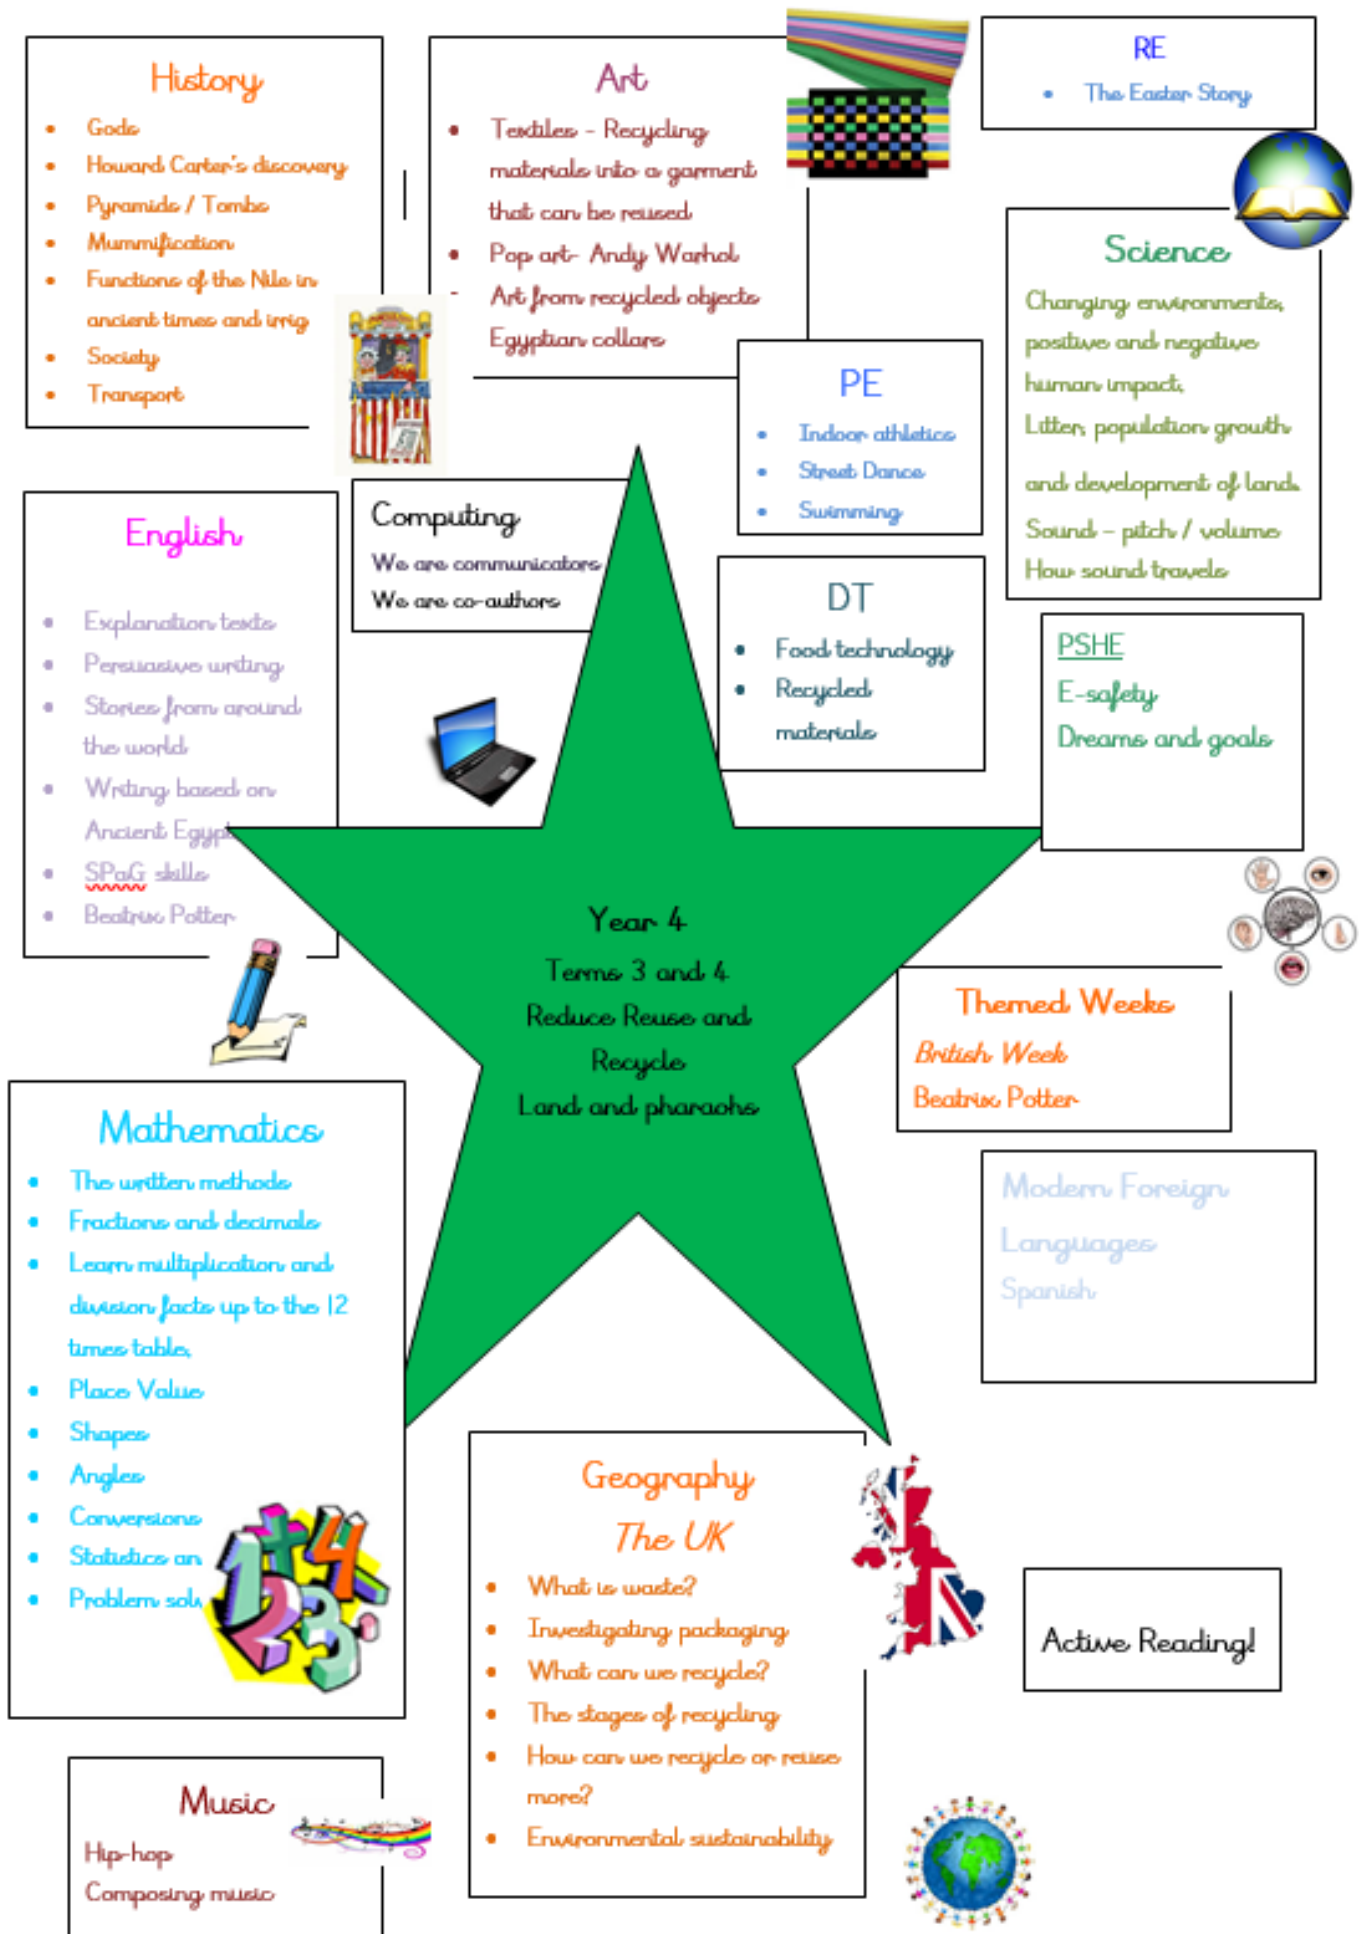 History
• Gods
• Howard Carter's discovery
• Pyramids / Tombs
• Mummification
• Functions of the Nile in
ancient times and irrig
• Society
• Transport
Art
• Textiles - Recycling
materials into a garment
that can be reused
• Pop art- Andy Warhol
- Art from recycled objects
Egyptian collars
RE
• The Easter Story
Science
Changing environments,
positive and negative
human impact.
Litter, population growth
and development of land.
Sound - pitch / volume
How sound travels
PE
• Indoor athletics
• Street Dance
• Swimming
English
• Explanation texts
• Persuasive writing
• Stories from around
the world
• Writing based on
Ancient Egypt
• SPaG skills
• Beatrix Potter
Computing
We are communicators
We are co-authors
DT
• Food technology
• Recycled
materials
PSHE
E-safety
Dreams and goals
Year 4
Terms 3 and 4
Reduce Reuse and
Recycle
Land and pharaohs
Themed Weeks
British Week
Beatrix Potter
Mathematics
• The written methods
• Fractions and decimals
• Learn multiplication and
division facts up to the 12
times table.
• Place Value
• Shapes
• Angles
• Conversions
• Statistics an
• Problem solv
1 + 4
2 3
Modern Foreign
Languages
Spanish
Geography
The UK
• What is waste?
• Investigating packaging
• What can we recycle?
• The stages of recycling
• How can we recycle or reuse
more?
• Environmental sustainability
Active Reading!
Music
Hip-hop
Composing music